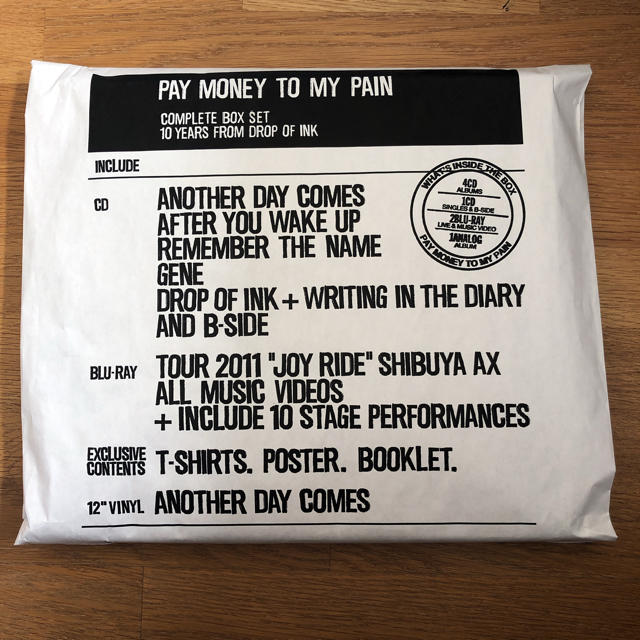 PAY MONEY TO MY PAIN
COMPLETE BOX SET
10 YEARS FROM DROP OF INK
INCLUDE
CD
ANOTHER DAY COMES
AFTER YOU WAKE UP
REMEMBER THE NAME
GENE
DROP OF INK + WRITING IN THE DIARY
AND B-SIDE
WHAT'S INSIDE THE BOX
4CD
ALBUMS
1CD
SINGLES & B-SIDE
2BLU-RAY
LIVE & MUSIC VIDEO
1ANALOG
ALBUM
PAY MONEY TO MY PAIN
BLU-RAY
TOUR 2011 "JOY RIDE" SHIBUYA AX
ALL MUSIC VIDEOS
+ INCLUDE 10 STAGE PERFORMANCES
EXCLUSIVE
CONTENTS
T-SHIRTS. POSTER. BOOKLET.
12" VINYL
ANOTHER DAY COMES